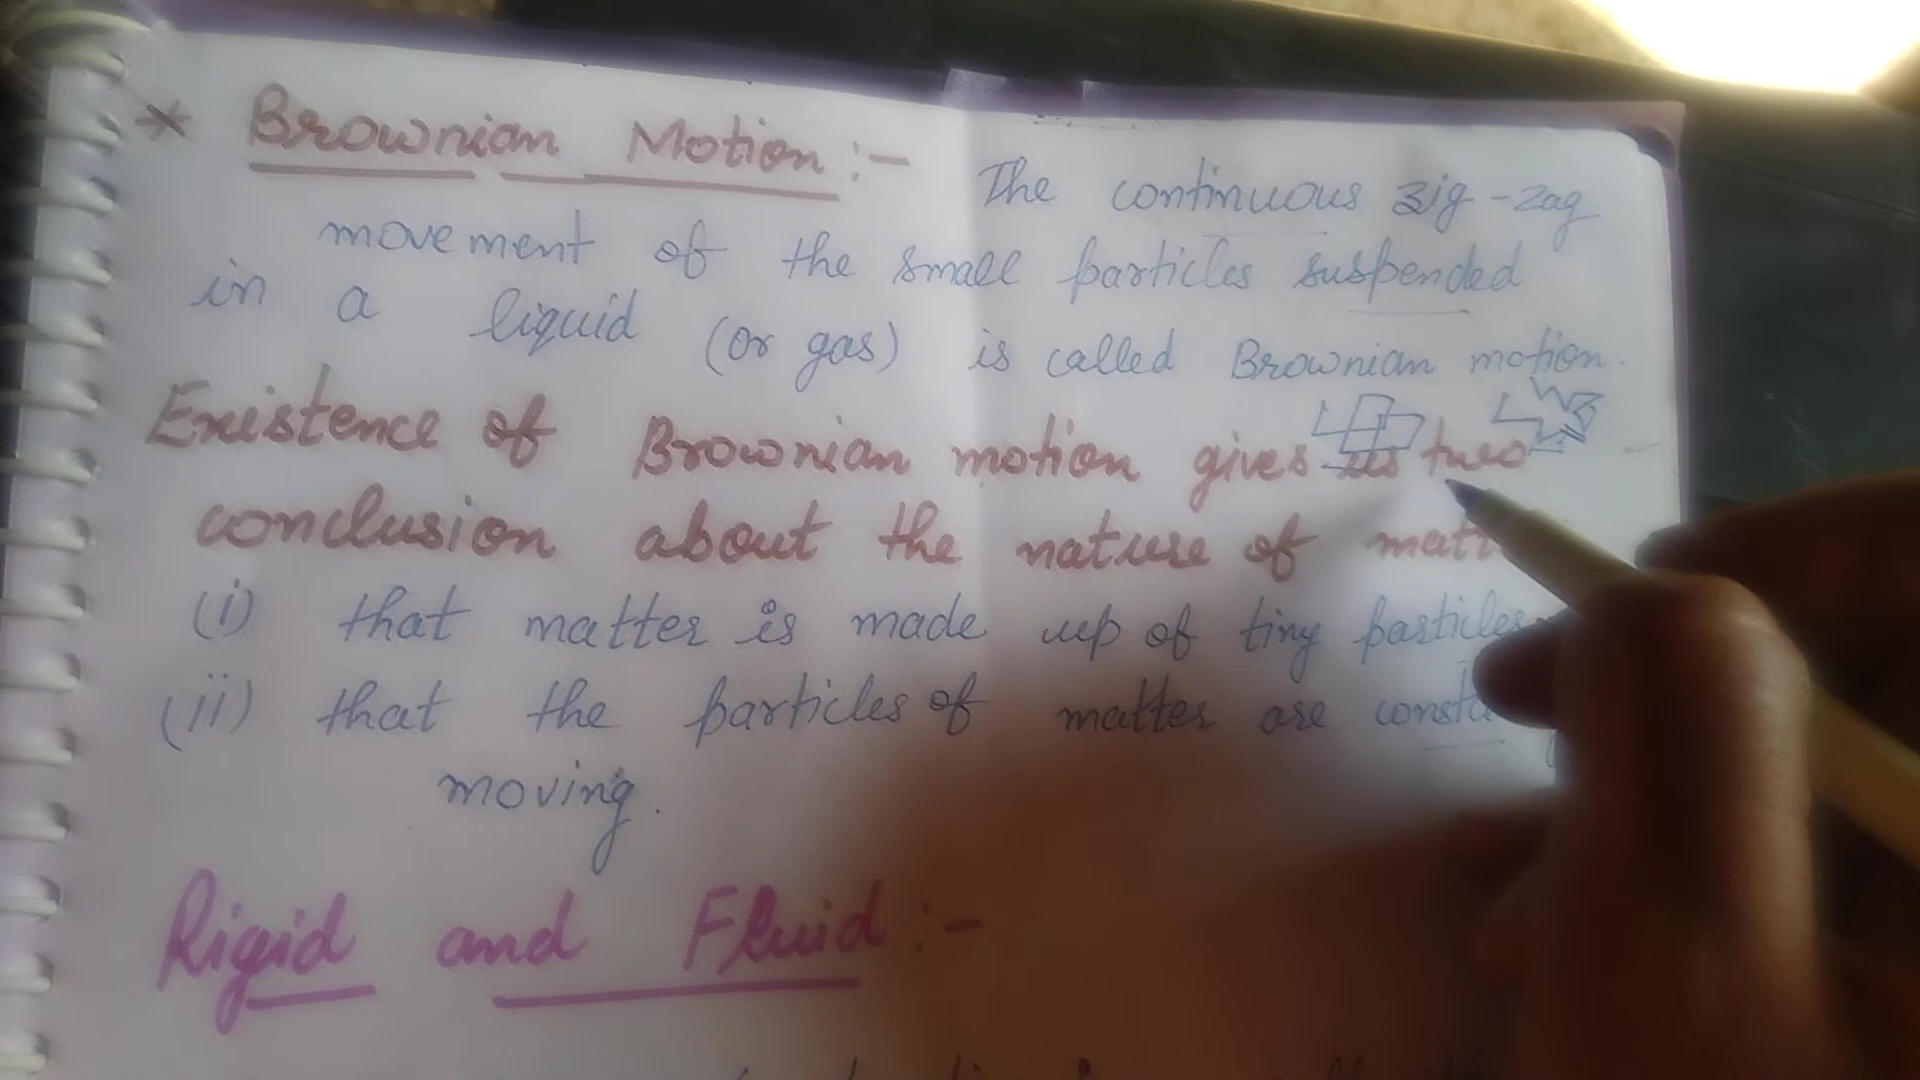 * Brownian Motion :- The continuous zig-zag
movement of the small particles suspended
in a liquid (or gas) is called Brownian motion.
Existence of Brownian motion gives us two
conclusion about the nature of
(i) that matter is made up of tiny particles
(ii) that the particles of matter are
moving.
Rigid and Fluid :-